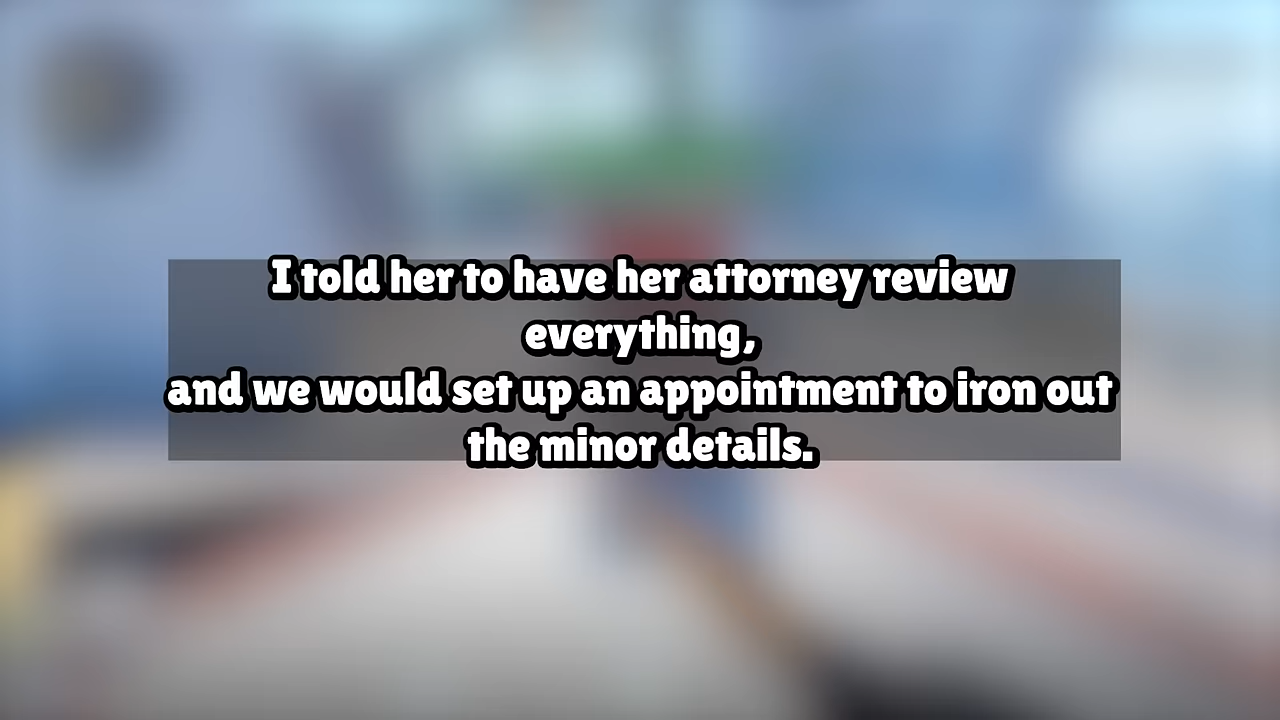 I told her to have her attorney review
everything,
and we would set up an appointment to iron out
the minor details.